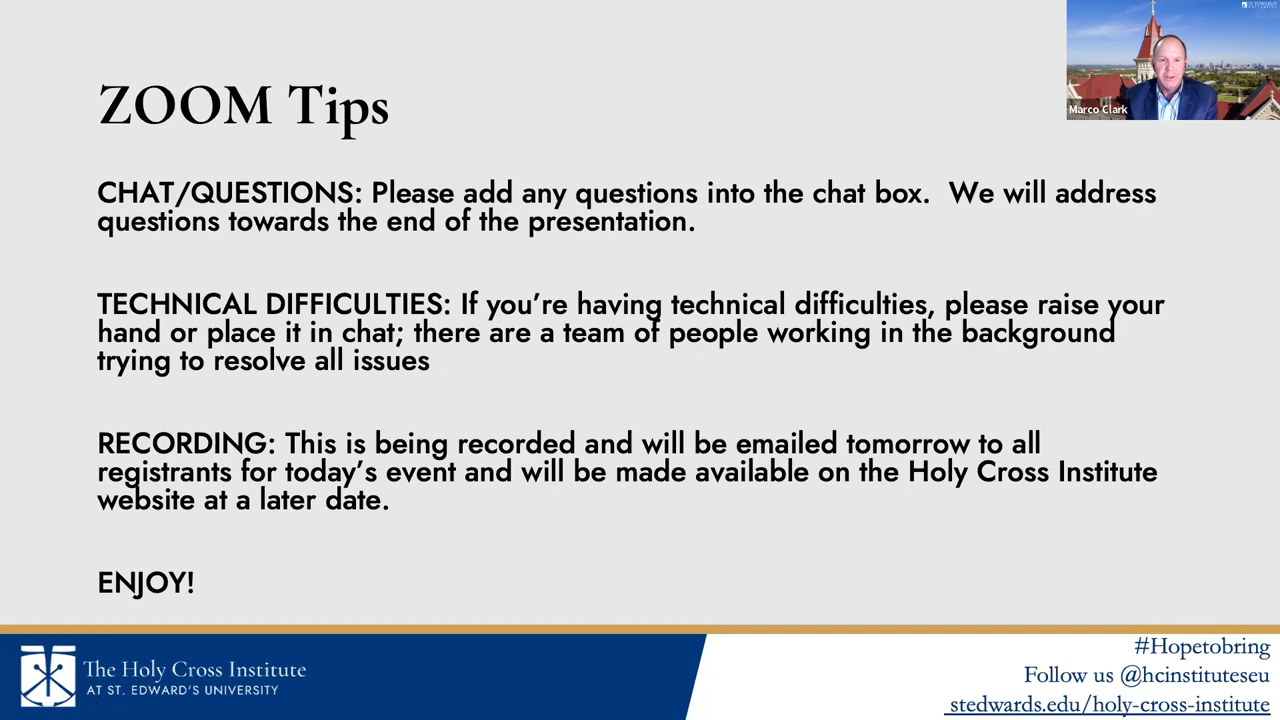 ST. EDWARD'S
UNIVERSITY
Marco Clark
ZOOM Tips
CHAT/QUESTIONS: Please add any questions into the chat box.  We will address
questions towards the end of the presentation.
TECHNICAL DIFFICULTIES: If you’re having technical difficulties, please raise your
hand or place it in chat; there are a team of people working in the background
trying to resolve all issues
RECORDING: This is being recorded and will be emailed tomorrow to all
registrants for today’s event and will be made available on the Holy Cross Institute
website at a later date.
ENJOY!
The Holy Cross Institute
AT ST. EDWARD'S UNIVERSITY
#Hopetobring
Follow us @hcinstituteseu
stedwards.edu/holy-cross-institute